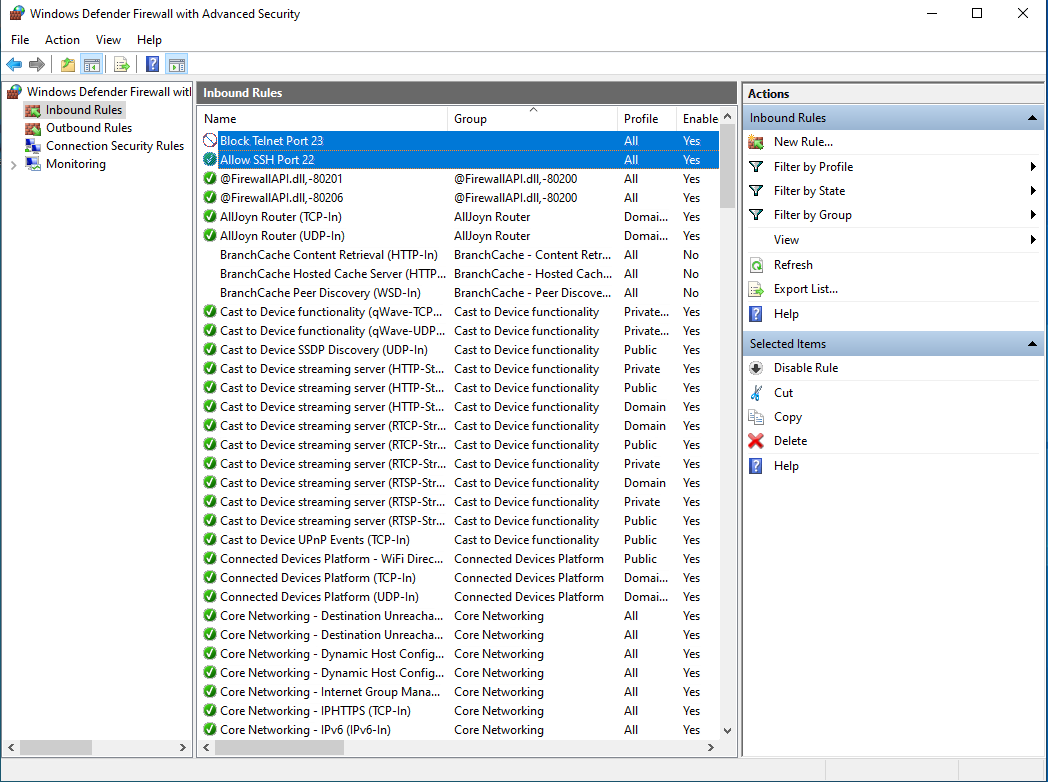 Windows Defender Firewall with Advanced Security
File Action View Help
Windows Defender Firewall with
Inbound Rules
Outbound Rules
Connection Security Rules
Monitoring
Inbound Rules
Name Group Profile Enable
Block Telnet Port 23 All Yes
Allow SSH Port 22 All Yes
@FirewallAPI.dll,-80201 @FirewallAPI.dll,-80200 All Yes
@FirewallAPI.dll,-80206 @FirewallAPI.dll,-80200 All Yes
AllJoyn Router (TCP-In) AllJoyn Router Domai... Yes
AllJoyn Router (UDP-In) AllJoyn Router Domai... Yes
BranchCache Content Retrieval (HTTP-In) BranchCache - Content Retr... All No
BranchCache Hosted Cache Server (HTTP... BranchCache - Hosted Cach... All No
BranchCache Peer Discovery (WSD-In) BranchCache - Peer Discove... All No
Cast to Device functionality (qWave-TCP... Cast to Device functionality Private... Yes
Cast to Device functionality (qWave-UDP... Cast to Device functionality Private... Yes
Cast to Device SSDP Discovery (UDP-In) Cast to Device functionality Public Yes
Cast to Device streaming server (HTTP-St... Cast to Device functionality Private Yes
Cast to Device streaming server (HTTP-St... Cast to Device functionality Public Yes
Cast to Device streaming server (HTTP-St... Cast to Device functionality Domain Yes
Cast to Device streaming server (RTCP-Str... Cast to Device functionality Domain Yes
Cast to Device streaming server (RTCP-Str... Cast to Device functionality Public Yes
Cast to Device streaming server (RTCP-Str... Cast to Device functionality Private Yes
Cast to Device streaming server (RTSP-Str... Cast to Device functionality Domain Yes
Cast to Device streaming server (RTSP-Str... Cast to Device functionality Private Yes
Cast to Device streaming server (RTSP-Str... Cast to Device functionality Public Yes
Cast to Device UPnP Events (TCP-In) Cast to Device functionality Public Yes
Connected Devices Platform - WiFi Direc... Connected Devices Platform Public Yes
Connected Devices Platform (TCP-In) Connected Devices Platform Domai... Yes
Connected Devices Platform (UDP-In) Connected Devices Platform Domai... Yes
Core Networking - Destination Unreacha... Core Networking All Yes
Core Networking - Destination Unreacha... Core Networking All Yes
Core Networking - Dynamic Host Config... Core Networking All Yes
Core Networking - Dynamic Host Config... Core Networking All Yes
Core Networking - Internet Group Mana... Core Networking All Yes
Core Networking - IPHTTPS (TCP-In) Core Networking All Yes
Core Networking - IPv6 (IPv6-In) Core Networking All Yes
Actions
Inbound Rules
New Rule...
Filter by Profile
Filter by State
Filter by Group
View
Refresh
Export List...
Help
Selected Items
Disable Rule
Cut
Copy
Delete
Help